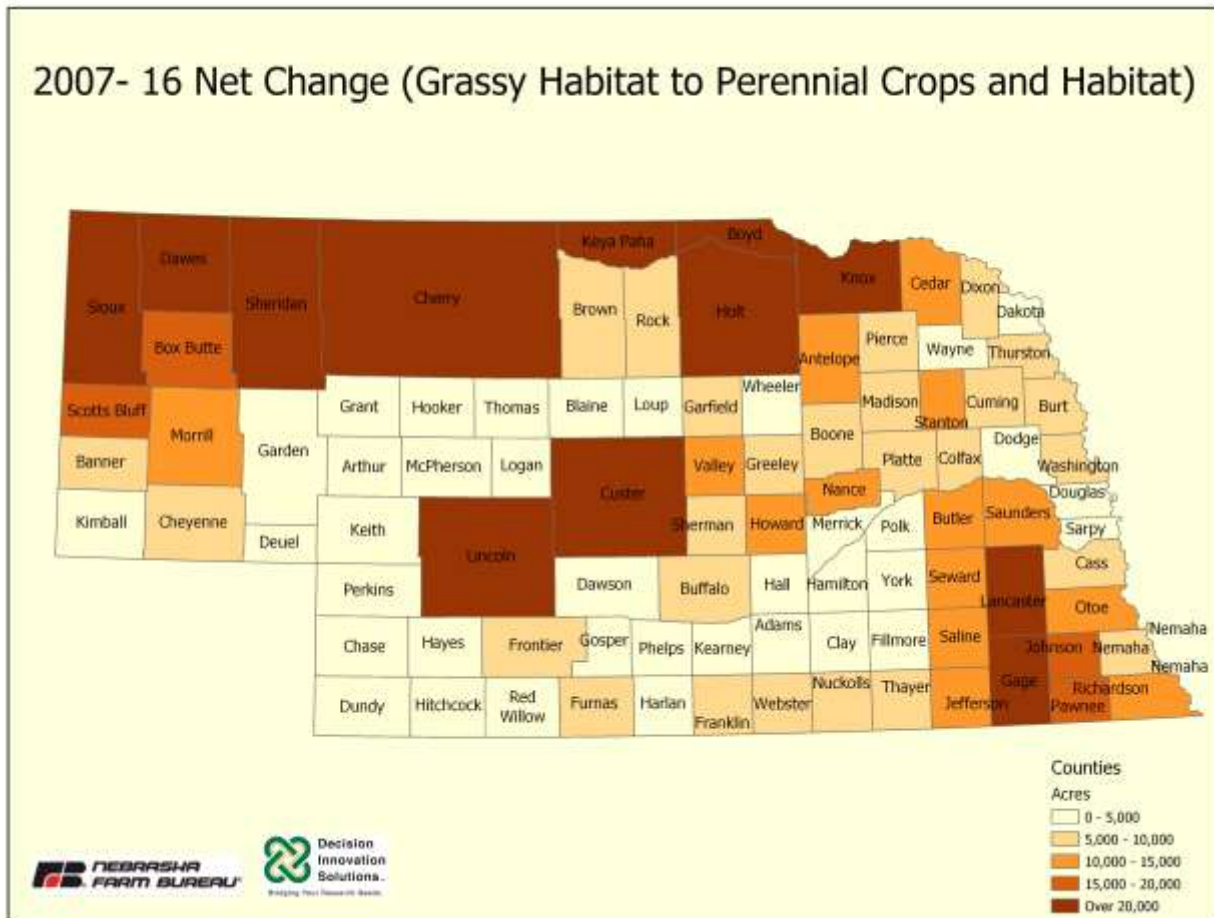 2007- 16 Net Change (Grassy Habitat to Perennial Crops and Habitat)
Sioux
Dawes
Box Butte
Sheridan
Cherry
Keya Paha
Boyd
Brown
Rock
Holt
Knox
Cedar
Dixon
Dakota
Antelope
Pierce
Wayne
Thurston
Scotts Bluff
Morrill
Garden
Grant
Hooker
Thomas
Blaine
Loup
Garfield
Wheeler
Madison
Stanton
Cuming
Burt
Banner
Arthur
McPherson
Logan
Custer
Valley
Greeley
Boone
Platte
Colfax
Dodge
Washington
Kimball
Cheyenne
Deuel
Keith
Lincoln
Sherman
Howard
Nance
Merrick
Polk
Butler
Saunders
Douglas
Sarpy
Perkins
Dawson
Buffalo
Hall
Hamilton
York
Seward
Lancaster
Cass
Otoe
Chase
Hayes
Frontier
Gosper
Phelps
Kearney
Adams
Clay
Fillmore
Saline
Johnson
Nemaha
Nemaha
Nemaha
Dundy
Hitchcock
Red
Willow
Furnas
Harlan
Franklin
Webster
Nuckolls
Thayer
Jefferson
Gage
Pawnee
Richardson
Counties
Acres
0 - 5,000
5,000 - 10,000
10,000 - 15,000
15,000 - 20,000
Over 20,000
NEBRASKA
FARM BUREAU
Decision
Innovation
Solutions
Bridging Your Research Needs